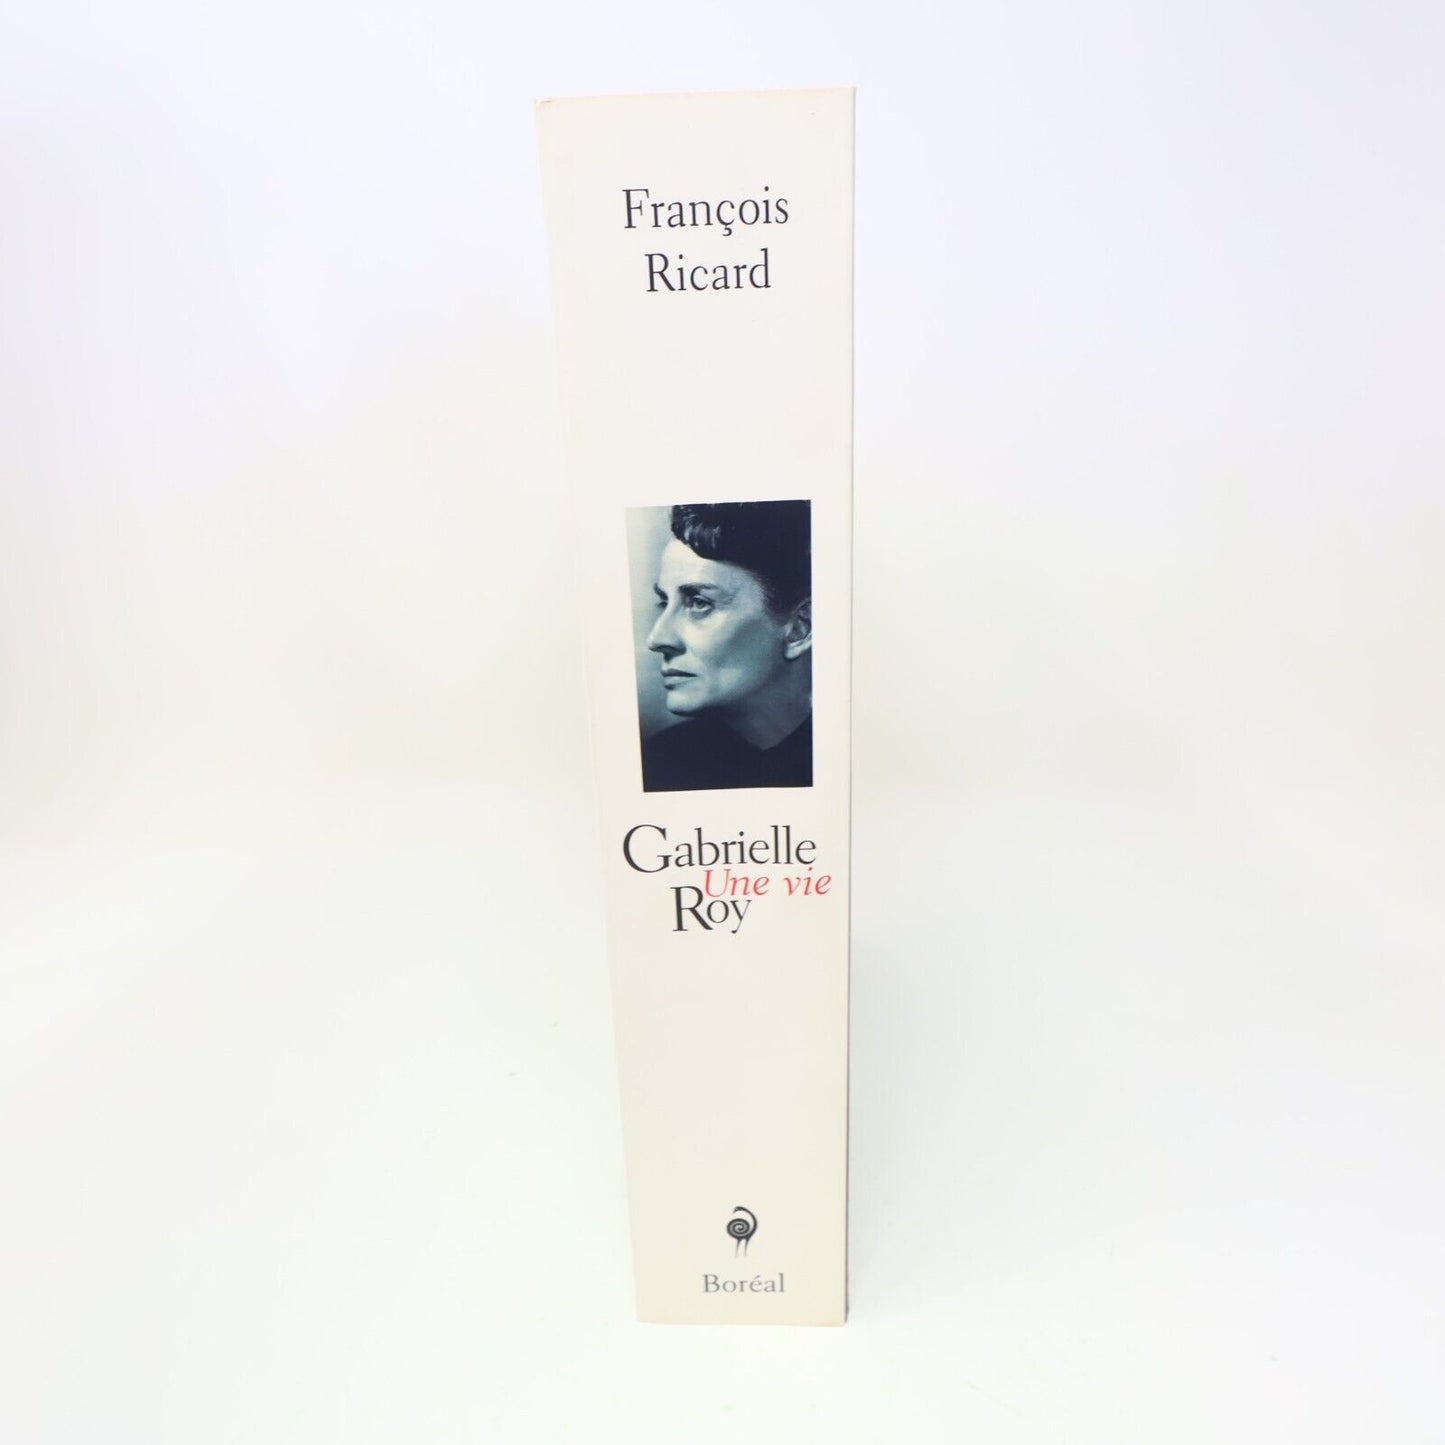 François
Ricard
Gabrielle
Une vie
Roy
Boréal